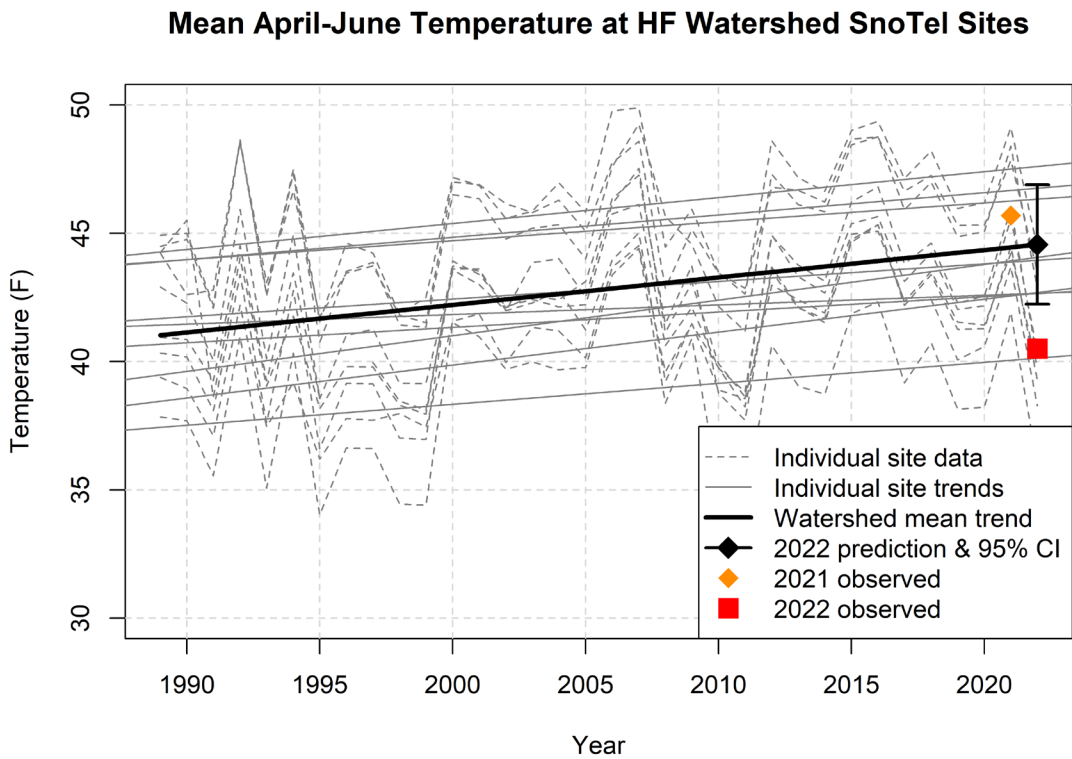 Mean April-June Temperature at HF Watershed SnoTel Sites
50
45
40
35
30
Temperature (F)
Individual site data
Individual site trends
Watershed mean trend
2022 prediction & 95% CI
2021 observed
2022 observed
1990 1995 2000 2005 2010 2015 2020
Year